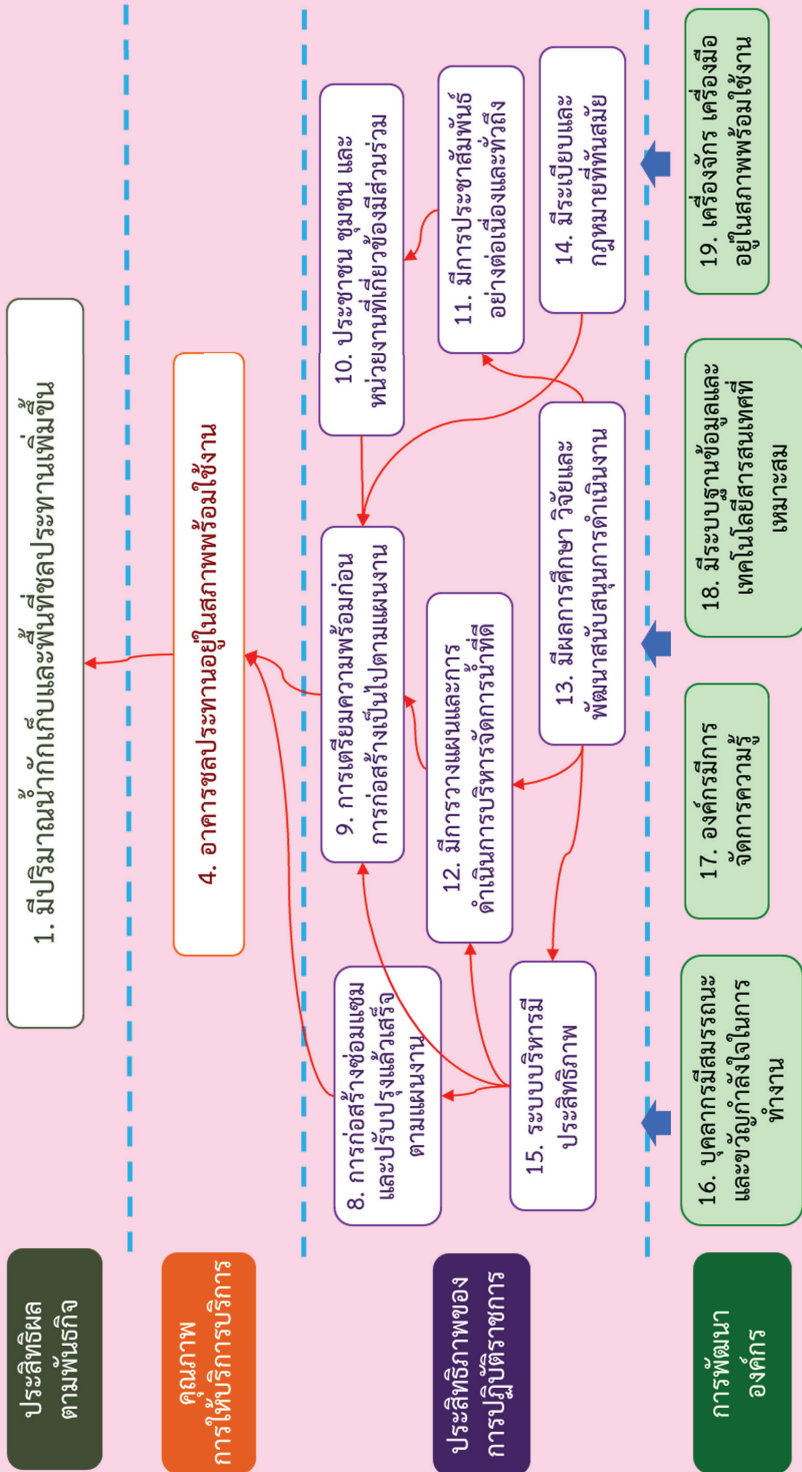 ประสิทธิผล
ตามพันธกิจ
1. มีปริมาณน้ำกักเก็บและพื้นที่ชลประทานเพิ่มขึ้น
คุณภาพ
การให้บริการบริการ
4. อาคารชลประทานอยู่ในสภาพพร้อมใช้งาน
ประสิทธิภาพของ
การปฏิบัติราชการ
8. การก่อสร้างซ่อมแซม
และปรับปรุงแล้วเสร็จ
ตามแผนงาน
9. การเตรียมความพร้อมก่อน
การก่อสร้างเป็นไปตามแผนงาน
10. ประชาชน ชุมชน และ
หน่วยงานที่เกี่ยวข้องมีส่วนร่วม
12. มีการวางแผนและการ
ดำเนินการบริหารจัดการน้ำที่ดี
11. มีการประชาสัมพันธ์
อย่างต่อเนื่องและทั่วถึง
15. ระบบบริหารมี
ประสิทธิภาพ
13. มีผลการศึกษา วิจัยและ
พัฒนาสนับสนุนการดำเนินงาน
14. มีระเบียบและ
กฎหมายที่ทันสมัย
การพัฒนา
องค์กร
16. บุคลากรมีสมรรถนะ
และขวัญกำลังใจในการ
ทำงาน
17. องค์กรมีการ
จัดการความรู้
18. มีระบบฐานข้อมูลและ
เทคโนโลยีสารสนเทศที่
เหมาะสม
19. เครื่องจักร เครื่องมือ
อยู่ในสภาพพร้อมใช้งาน